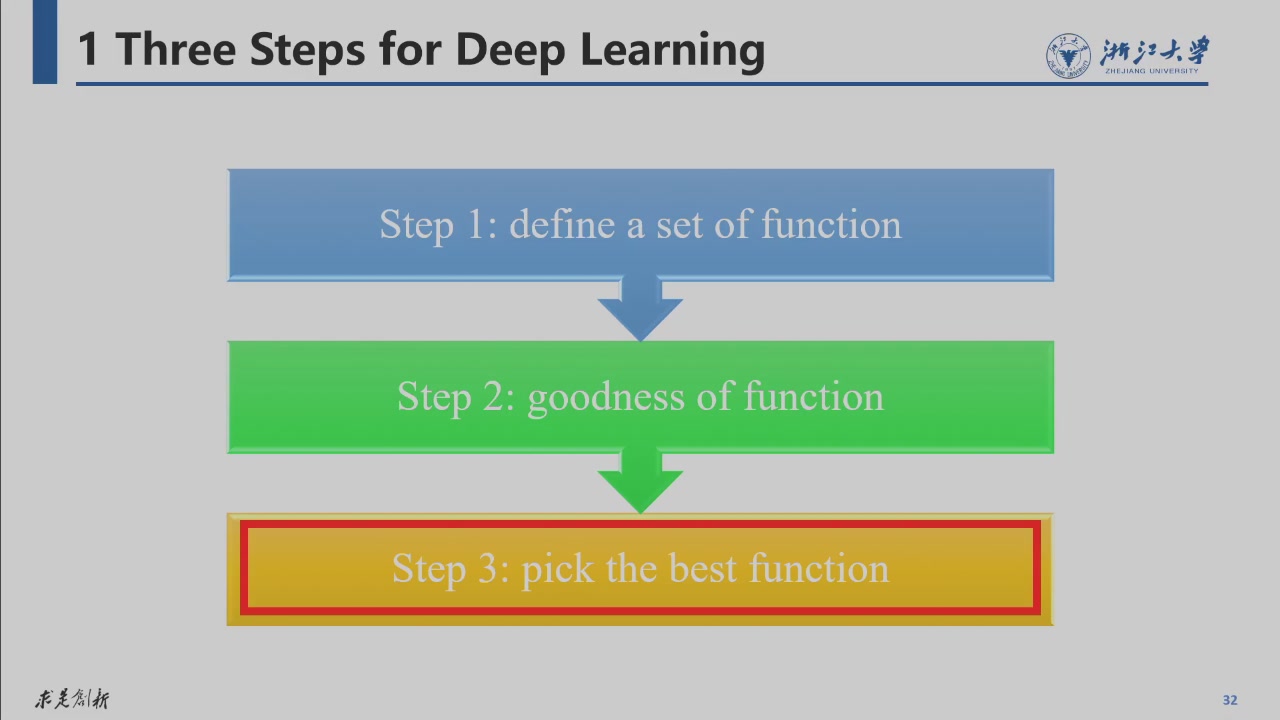 1 Three Steps for Deep Learning
浙江大学
ZHEJIANG UNIVERSITY
Step 1: define a set of function
Step 2: goodness of function
Step 3: pick the best function
求是创新
32